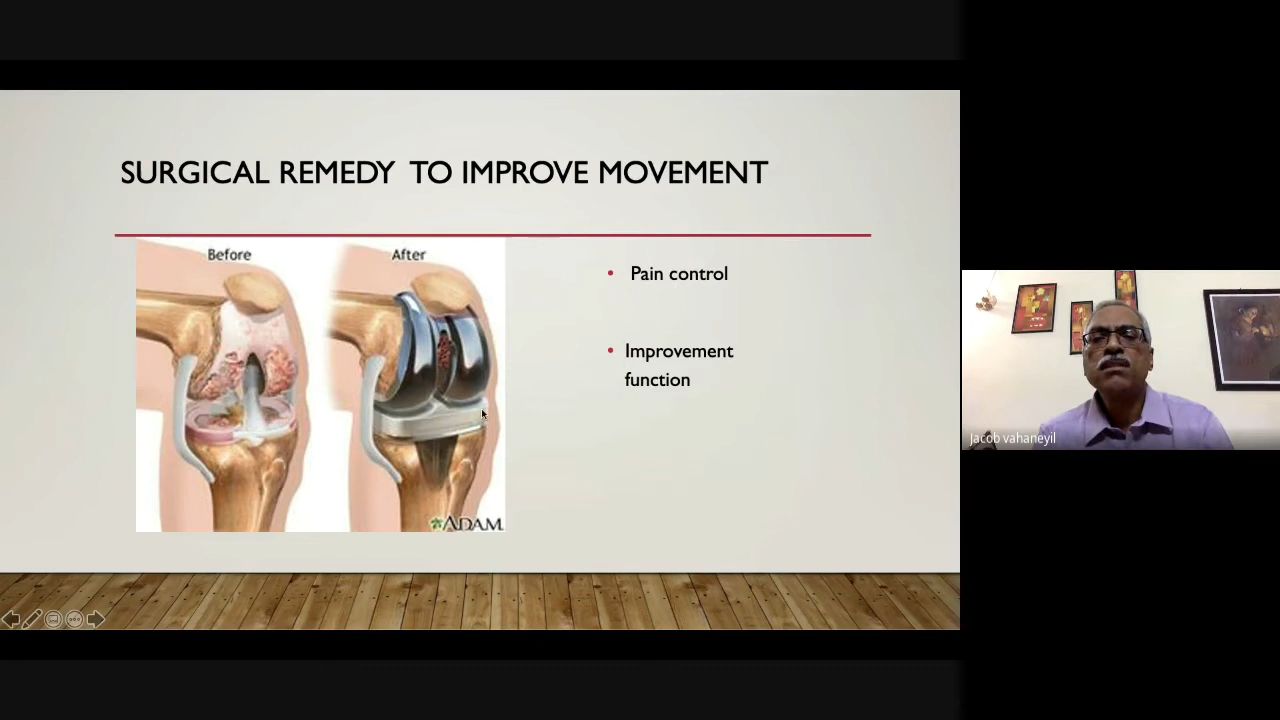 SURGICAL REMEDY TO IMPROVE MOVEMENT
Before
After
• Pain control
• Improvement
function
ADAM
Jacob vahaneyil